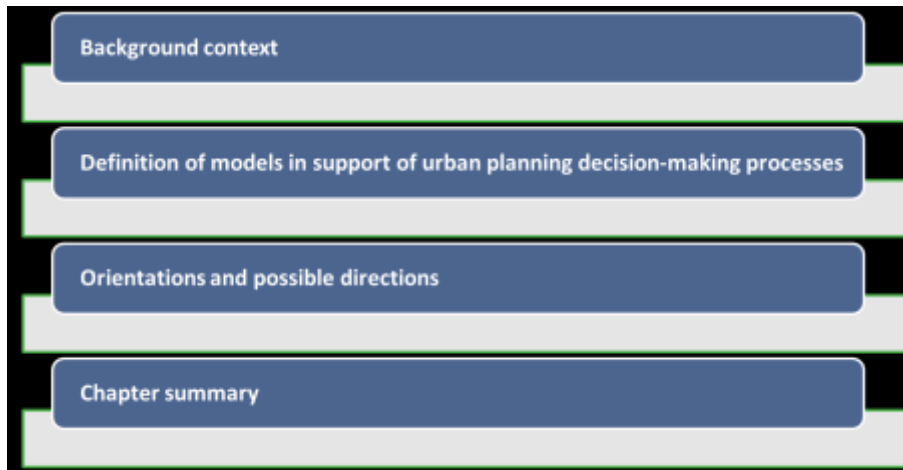 Background context
Definition of models in support of urban planning decision-making processes
Orientations and possible directions
Chapter summary